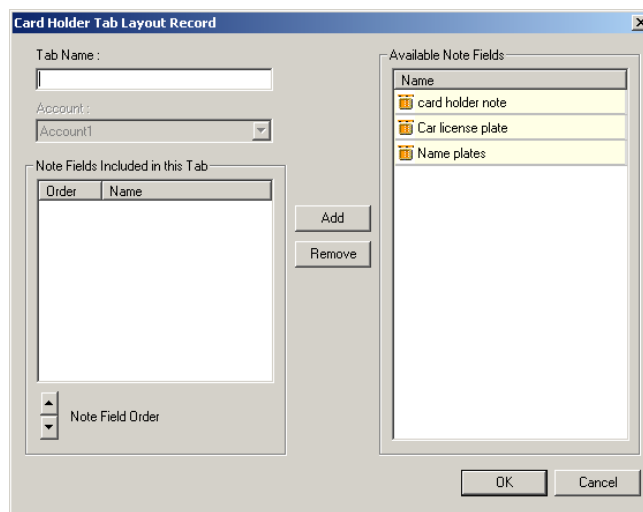 Card Holder Tab Layout Record
Tab Name :
Account :
Account1
Note Fields Included in this Tab
Order Name
Note Field Order
Add
Remove
Available Note Fields
Name
card holder note
Car license plate
Name plates
OK Cancel